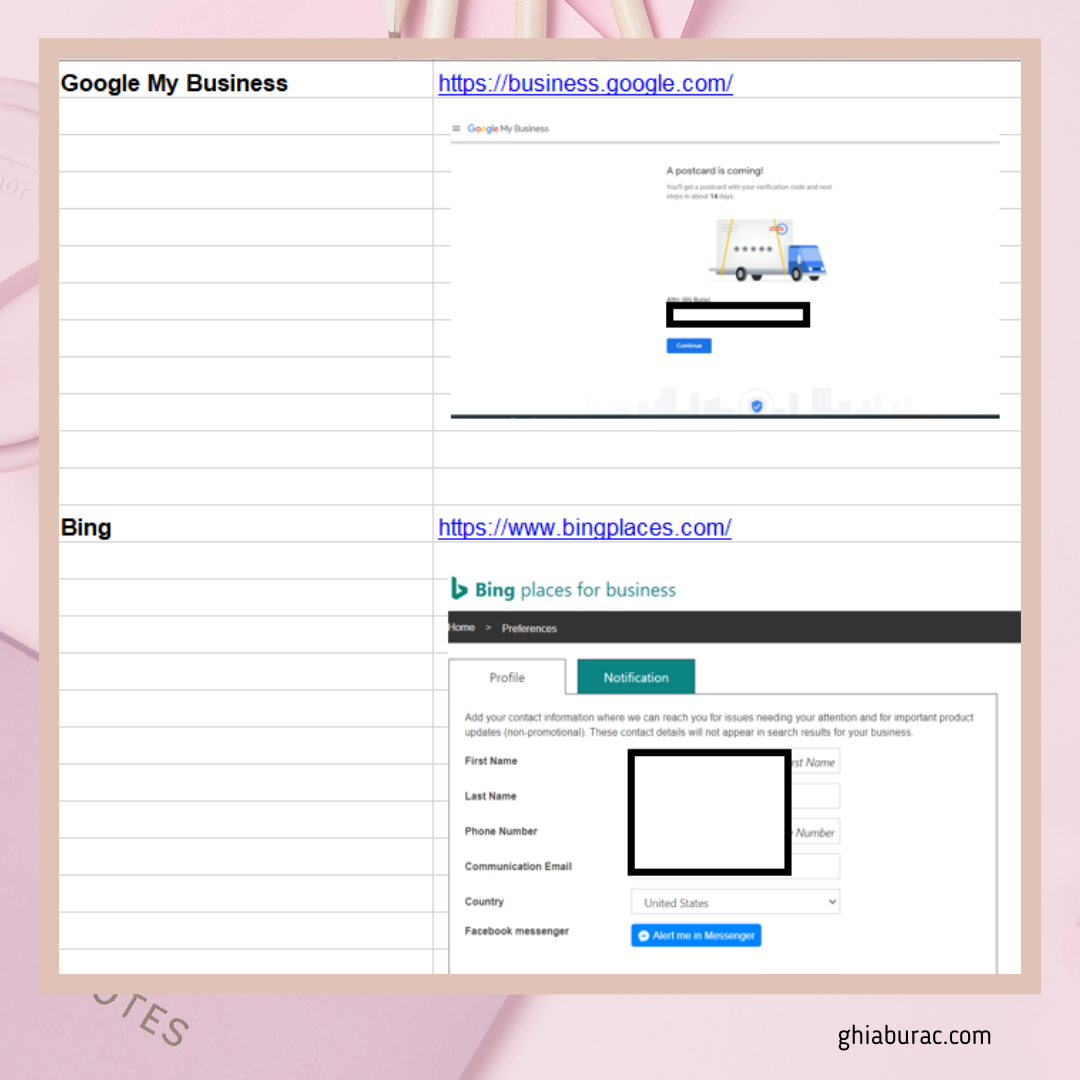 Google My Business
https://business.google.com/
Google My Business
A postcard is coming!
You'll get a postcard with your verification code and next
steps in about 14 days.
Attn: Ghi Burac
Continue
Bing
https://www.bingplaces.com/
Bing places for business
Home > Preferences
Profile
Notification
Add your contact information where we can reach you for issues needing your attention and for important product
updates (non-promotional). These contact details will not appear in search results for your business.
First Name
rst Name
Last Name
Phone Number
Number
Communication Email
Country
United States
Facebook messenger
Alert me in Messenger
OTES
ghiaburac.com